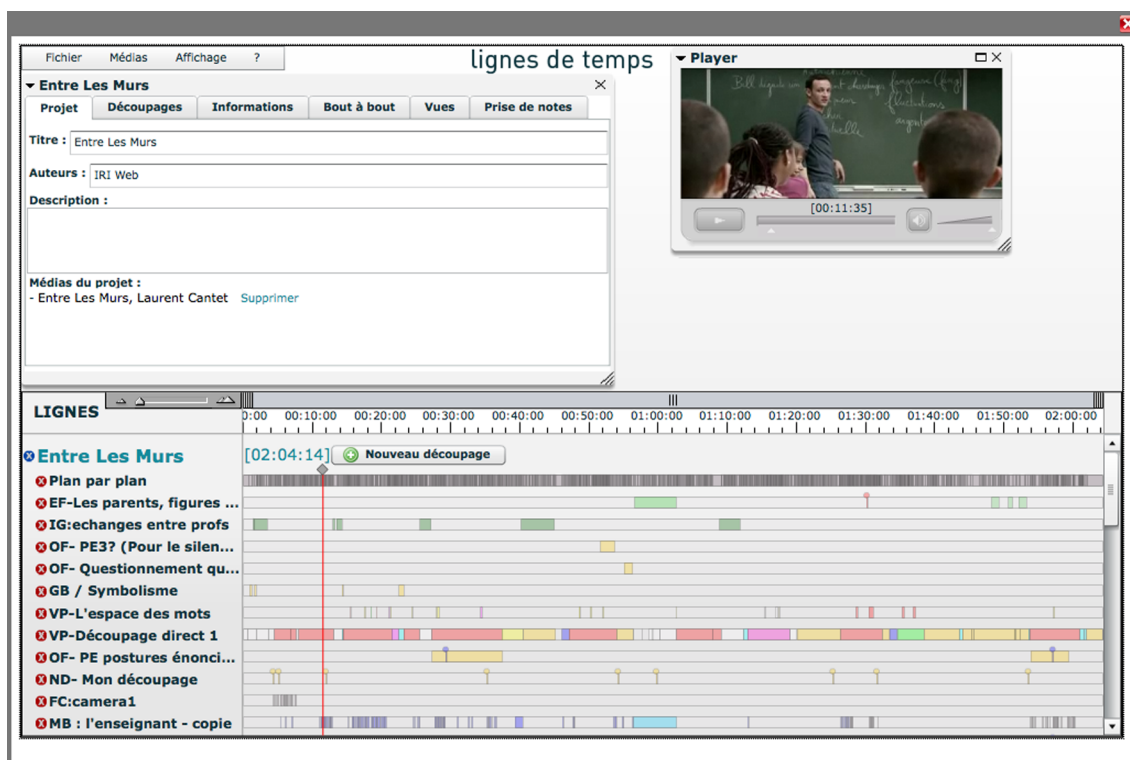 Fichier Médias Affichage ?
lignes de temps
Player
Entre Les Murs
Projet Découpages Informations Bout à bout Vues Prise de notes
Titre : Entre Les Murs
Auteurs : IRI Web
Description :
[00:11:35]
Médias du projet :
- Entre Les Murs, Laurent Cantet Supprimer
LIGNES
0:00 00:10:00 00:20:00 00:30:00 00:40:00 00:50:00 01:00:00 01:10:00 01:20:00 01:30:00 01:40:00 01:50:00 02:00:00
Entre Les Murs [02:04:14] Nouveau découpage
Plan par plan
EF-Les parents, figures ...
IG:echanges entre profs
OF- PE3? (Pour le silen...
OF- Questionnement qu...
GB / Symbolisme
VP-L'espace des mots
VP-Découpage direct 1
OF- PE postures énonci...
ND- Mon découpage
FC:camera1
MB : l'enseignant - copie